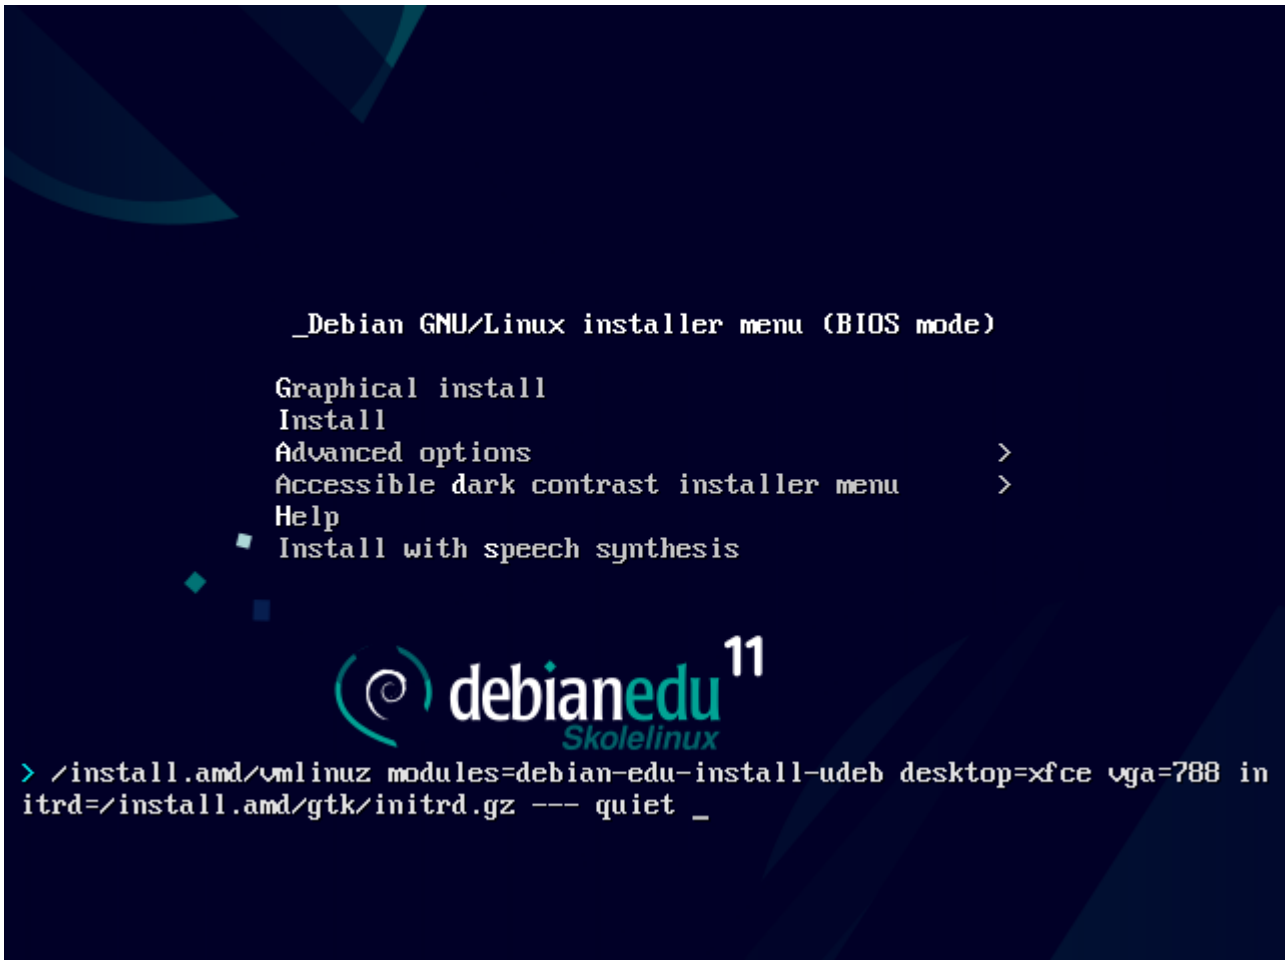 _Debian GNU/Linux installer menu (BIOS mode)
Graphical install
Install
Advanced options >
Accessible dark contrast installer menu >
Help
Install with speech synthesis
debianedu 11
Skolelinux
> /install.amd/vmlinuz modules=debian-edu-install-udeb desktop=xfce vga=788 in
itrd=/install.amd/gtk/initrd.gz --- quiet _